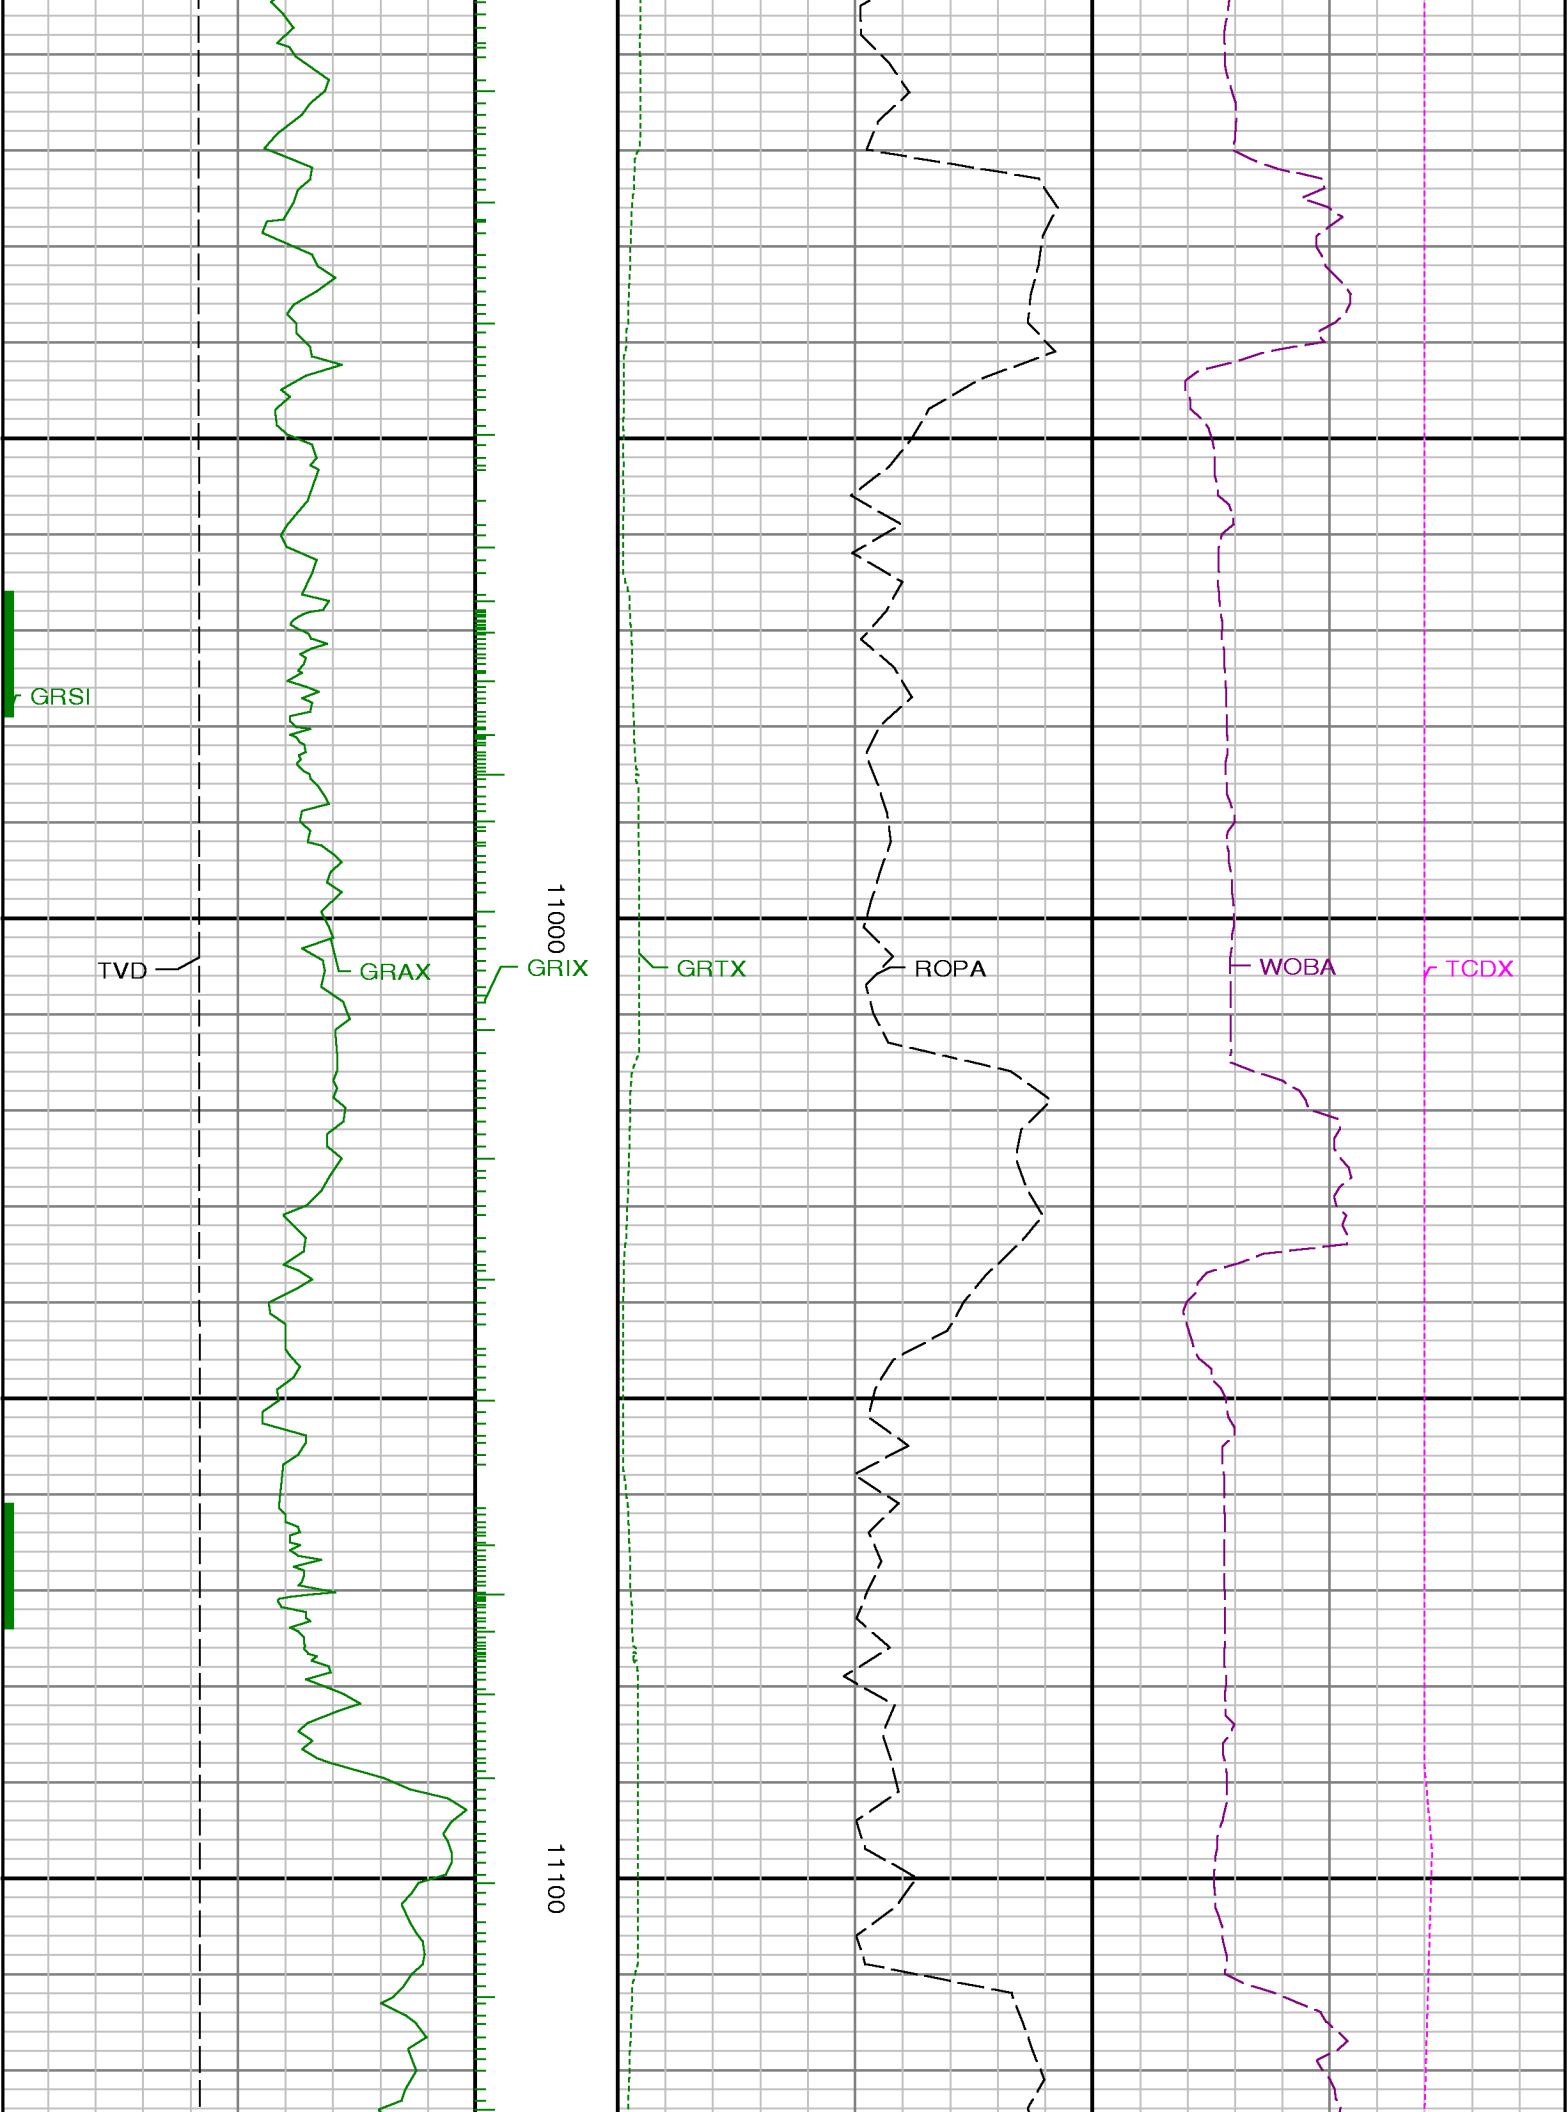 GRSI
11000
TVD
GRAX
GRIX
GRTX
ROPA
WOBA
TCDX
11100